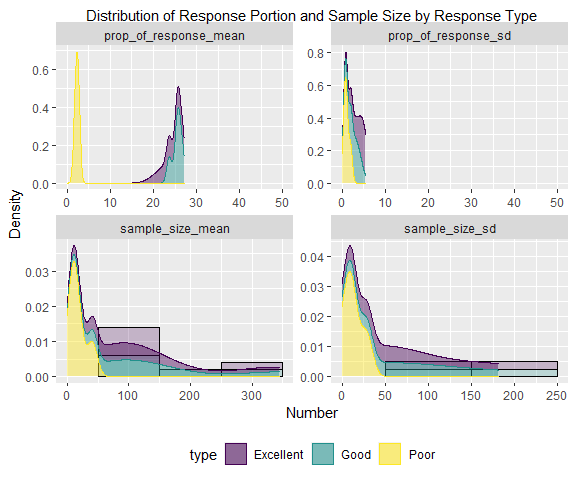 Distribution of Response Portion and Sample Size by Response Type
prop_of_response_mean
prop_of_response_sd
0.6
0.4
0.2
0.0
0 10 20 30 40 50
0.8
0.6
0.4
0.2
0.0
0 10 20 30 40 50
sample_size_mean
sample_size_sd
0.03
0.02
0.01
0.00
0 100 200 300
0.04
0.03
0.02
0.01
0.00
0 50 100 150 200 250
Density
Number
type Excellent Good Poor